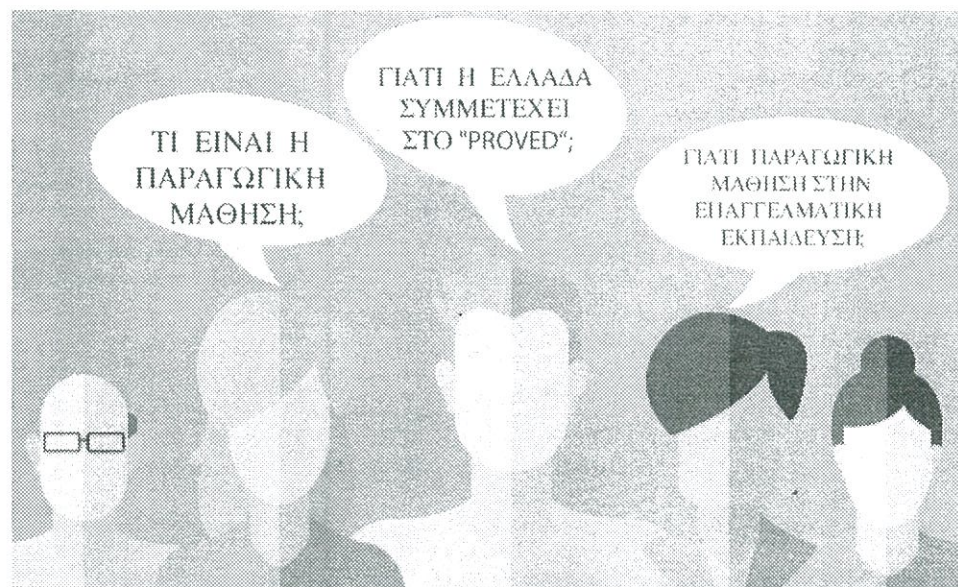 ΤΙ ΕΙΝΑΙ Η
ΠΑΡΑΓΩΓΙΚΗ
ΜΑΘΗΣΗ;
ΓΙΑΤΙ Η ΕΛΛΑΔΑ
ΣΥΜΜΕΤΕΧΕΙ
ΣΤΟ "PROVED";
ΓΙΑΤΙ ΠΑΡΑΓΩΓΙΚΗ
ΜΑΘΗΣΗ ΣΤΗΝ
ΕΠΑΓΓΕΛΜΑΤΙΚΗ
ΕΚΠΑΙΔΕΥΣΗ;